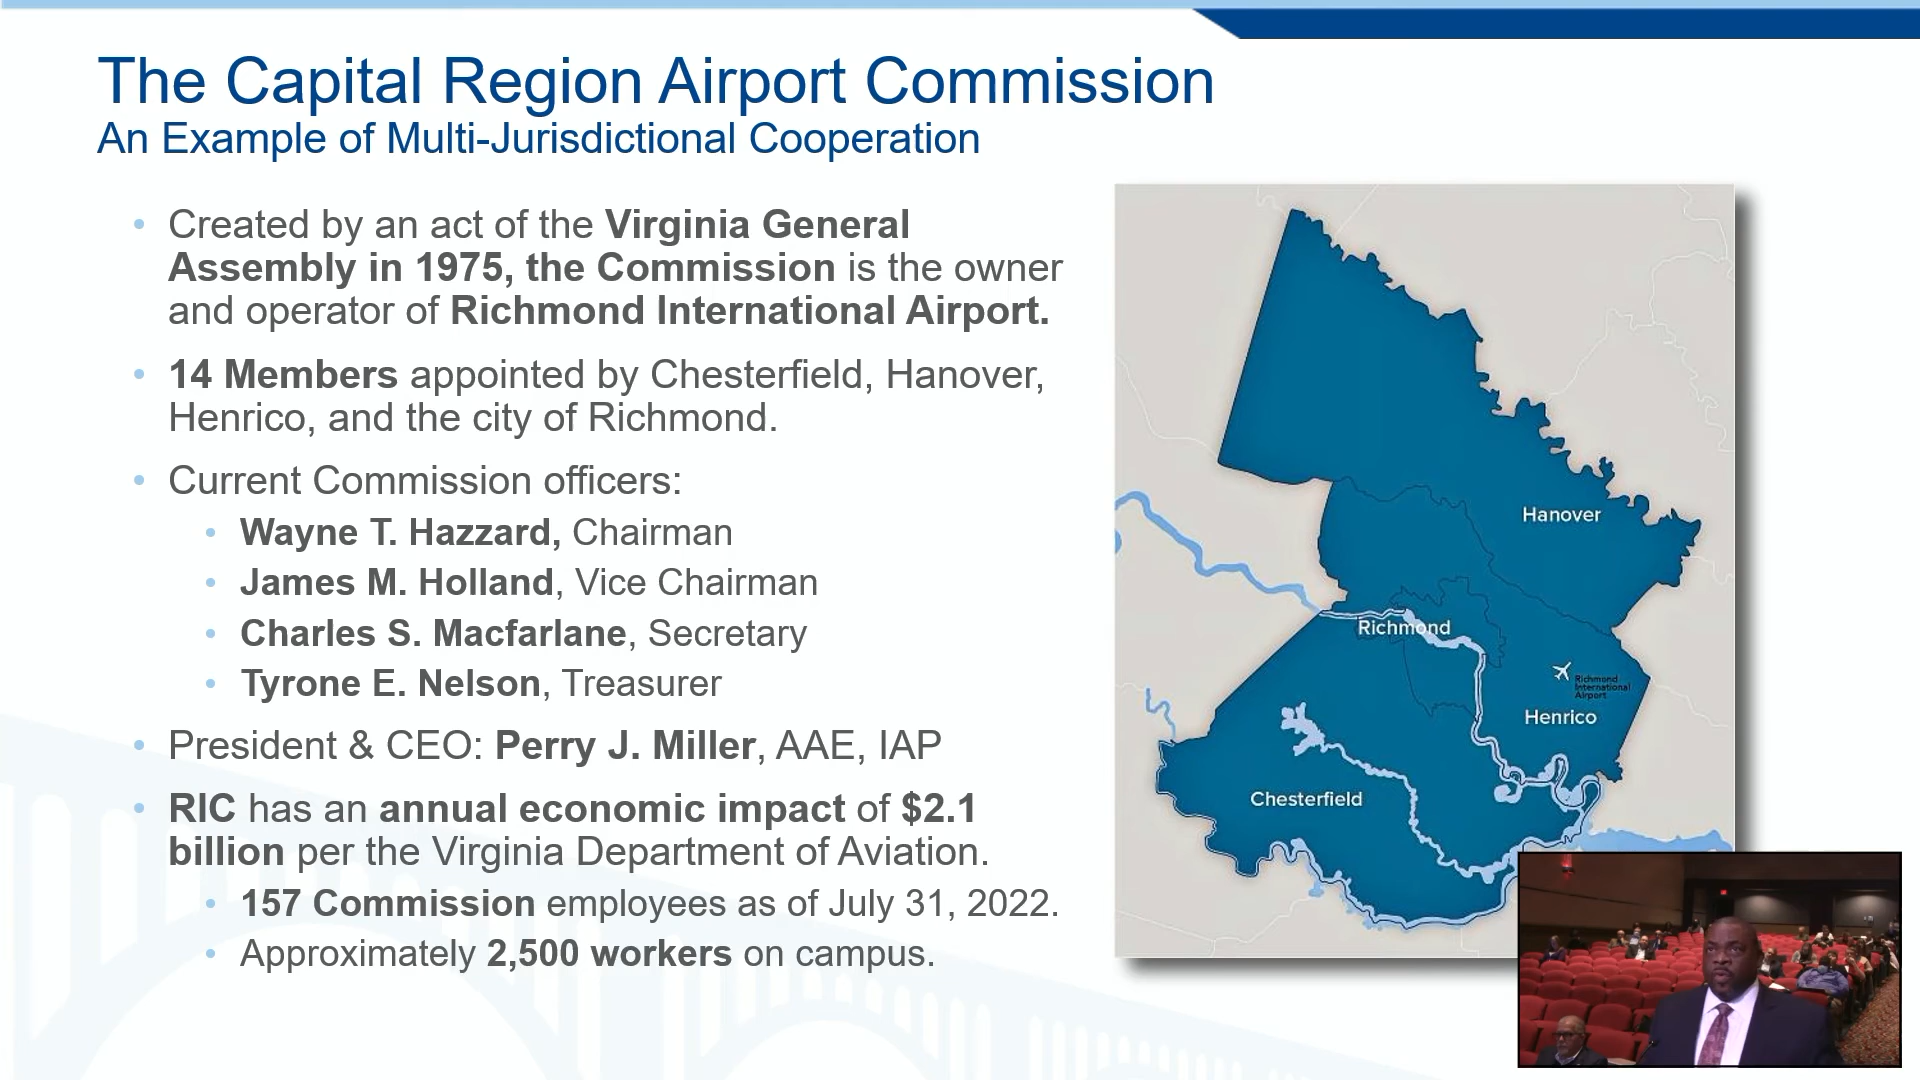 The Capital Region Airport Commission
An Example of Multi-Jurisdictional Cooperation
• Created by an act of the Virginia General
Assembly in 1975, the Commission is the owner
and operator of Richmond International Airport.
• 14 Members appointed by Chesterfield, Hanover,
Henrico, and the city of Richmond.
• Current Commission officers:
• Wayne T. Hazzard, Chairman
• James M. Holland, Vice Chairman
• Charles S. Macfarlane, Secretary
• Tyrone E. Nelson, Treasurer
• President & CEO: Perry J. Miller, AAE, IAP
• RIC has an annual economic impact of $2.1
billion per the Virginia Department of Aviation.
• 157 Commission employees as of July 31, 2022.
• Approximately 2,500 workers on campus.
Hanover
Richmond
Richmond
International
Airport
Henrico
Chesterfield